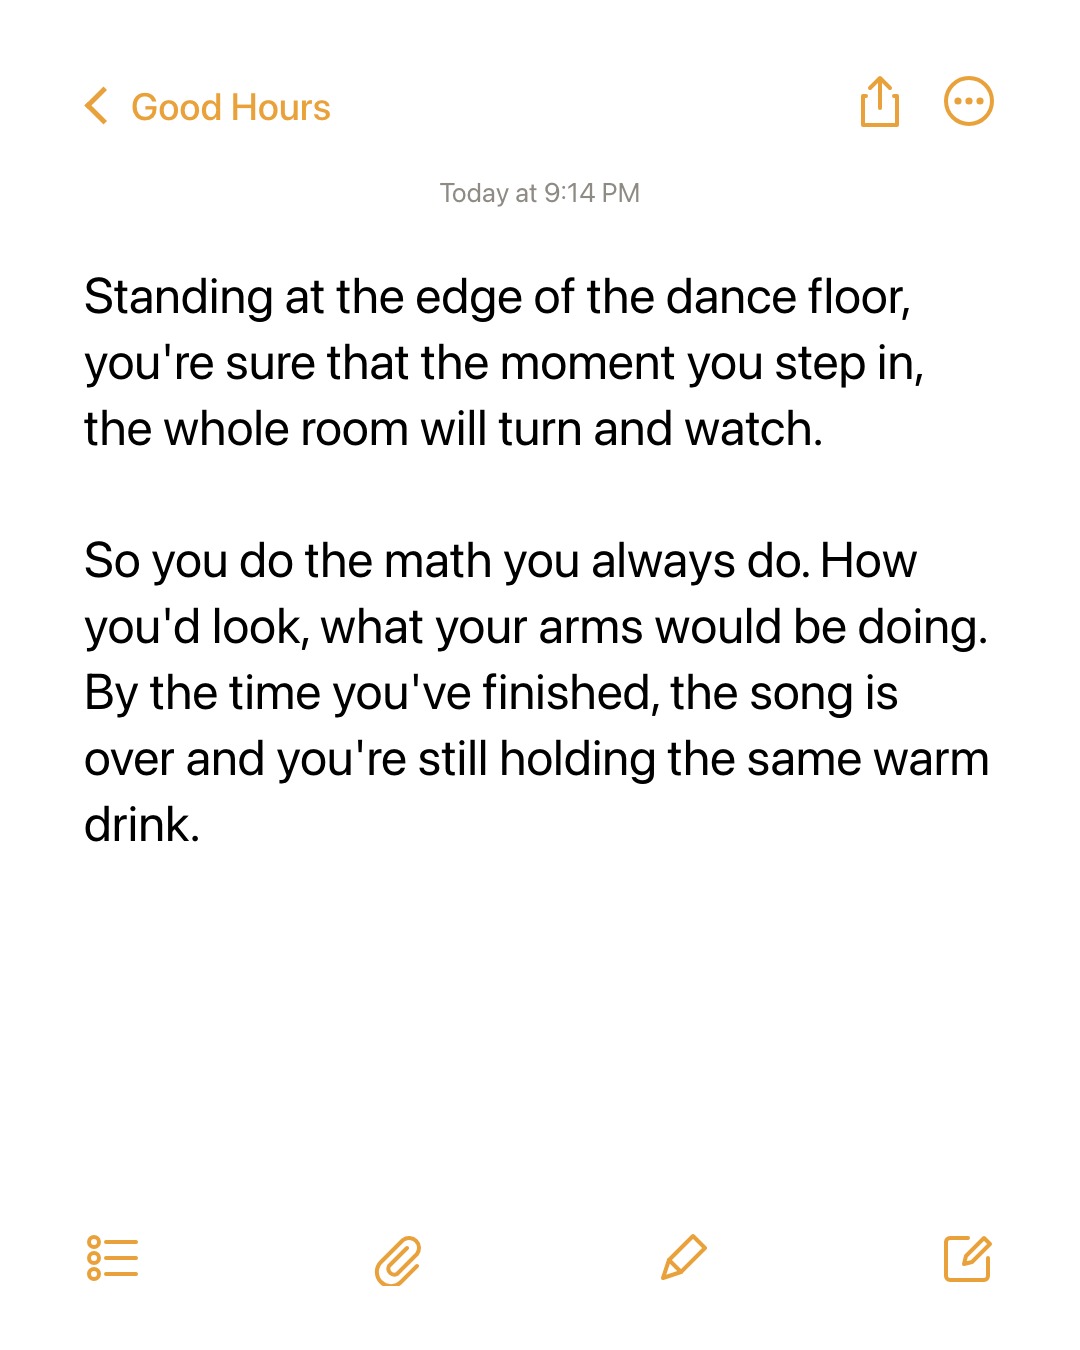 Good Hours
Today at 9:14 PM
Standing at the edge of the dance floor,
you're sure that the moment you step in,
the whole room will turn and watch.
So you do the math you always do. How
you'd look, what your arms would be doing.
By the time you've finished, the song is
over and you're still holding the same warm
drink.